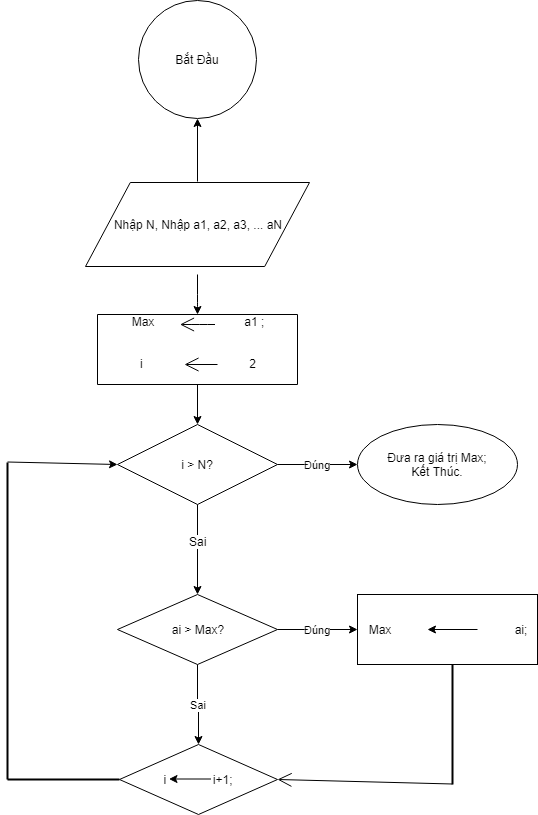 Bắt Đầu
Nhập N, Nhập a1, a2, a3, ... aN
Max a1 ;
i 2
i > N?
Đúng
Đưa ra giá trị Max;
Kết Thúc.
Sai
ai > Max?
Đúng
Max ai;
Sai
i i+1;